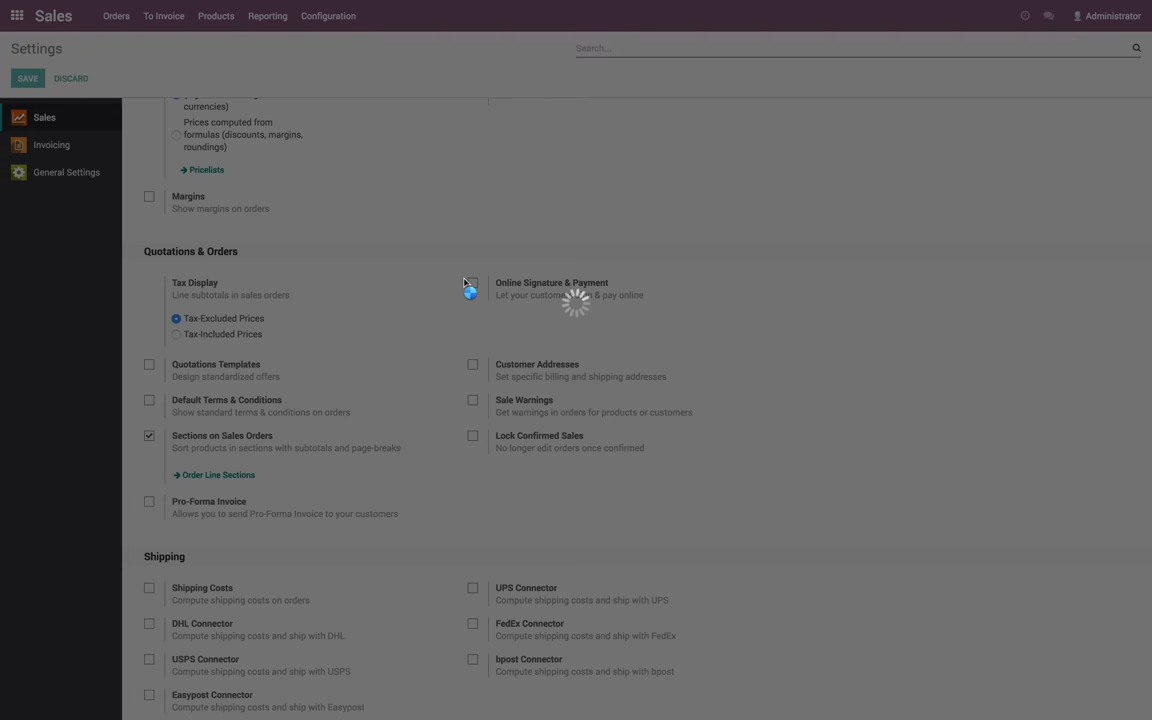 Sales
Orders
To Invoice
Products
Reporting
Configuration
Administrator
Settings
Search...
SAVE
DISCARD
Sales
Invoicing
General Settings
currencies)
Prices computed from
formulas (discounts, margins,
roundings)
Pricelists
Margins
Show margins on orders
Quotations & Orders
Tax Display
Line subtotals in sales orders
Tax-Excluded Prices
Tax-Included Prices
Online Signature & Payment
Let your custom & pay online
Quotations Templates
Design standardized offers
Customer Addresses
Set specific billing and shipping addresses
Default Terms & Conditions
Show standard terms & conditions on orders
Sale Warnings
Get warnings in orders for products or customers
Sections on Sales Orders
Sort products in sections with subtotals and page-breaks
Order Line Sections
Lock Confirmed Sales
No longer edit orders once confirmed
Pro-Forma Invoice
Allows you to send Pro-Forma Invoice to your customers
Shipping
Shipping Costs
Compute shipping costs on orders
UPS Connector
Compute shipping costs and ship with UPS
DHL Connector
Compute shipping costs and ship with DHL
FedEx Connector
Compute shipping costs and ship with FedEx
USPS Connector
Compute shipping costs and ship with USPS
bpost Connector
Compute shipping costs and ship with bpost
Easypost Connector
Compute shipping costs and ship with Easypost